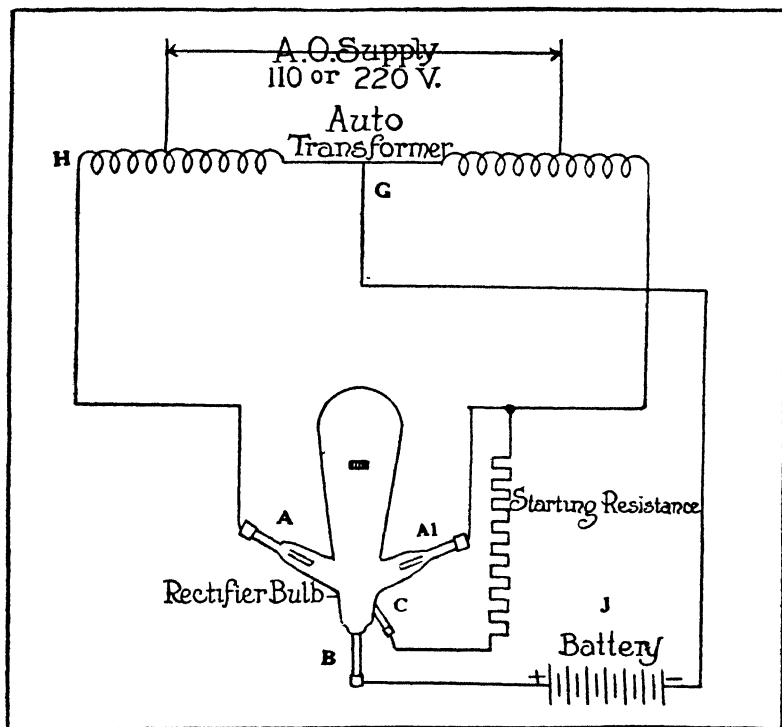 A.O.Supply
110 or 220 V.
Auto
Transformer
H
G
A
A1
Starting Resistance
Rectifier Bulb
C
J
B
Battery
+ −